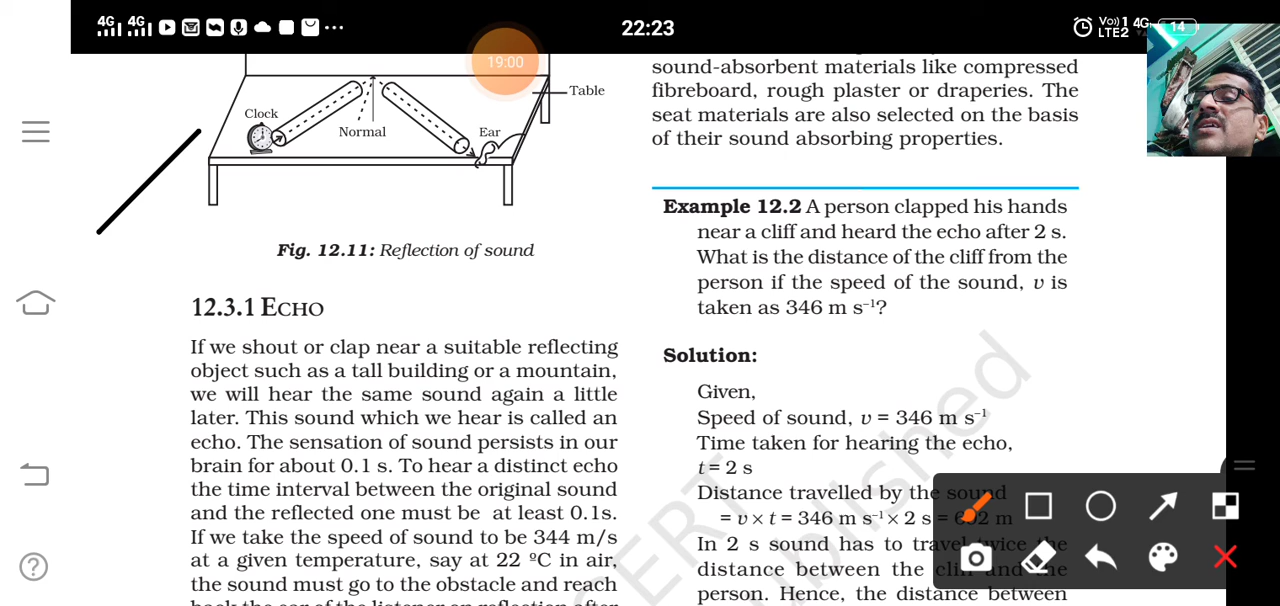 4G 4G
22:23
Vo)) 1 4G
LTE2
14
19:00
Table
Clock
Normal
Ear
Fig. 12.11: Reflection of sound
12.3.1 ECHO
If we shout or clap near a suitable reflecting
object such as a tall building or a mountain,
we will hear the same sound again a little
later. This sound which we hear is called an
echo. The sensation of sound persists in our
brain for about 0.1 s. To hear a distinct echo
the time interval between the original sound
and the reflected one must be at least 0.1s.
If we take the speed of sound to be 344 m/s
at a given temperature, say at 22 ºC in air,
the sound must go to the obstacle and reach
sound-absorbent materials like compressed
fibreboard, rough plaster or draperies. The
seat materials are also selected on the basis
of their sound absorbing properties.
Example 12.2 A person clapped his hands
near a cliff and heard the echo after 2 s.
What is the distance of the cliff from the
person if the speed of the sound, v is
taken as 346 m s⁻¹?
Solution:
Given,
Speed of sound, v = 346 m s⁻¹
Time taken for hearing the echo,
t = 2 s
Distance travelled by the sound
= v × t = 346 m s⁻¹ × 2 s = 692 m
In 2 s sound has to travel twice the
distance between the cliff and the
person. Hence, the distance between